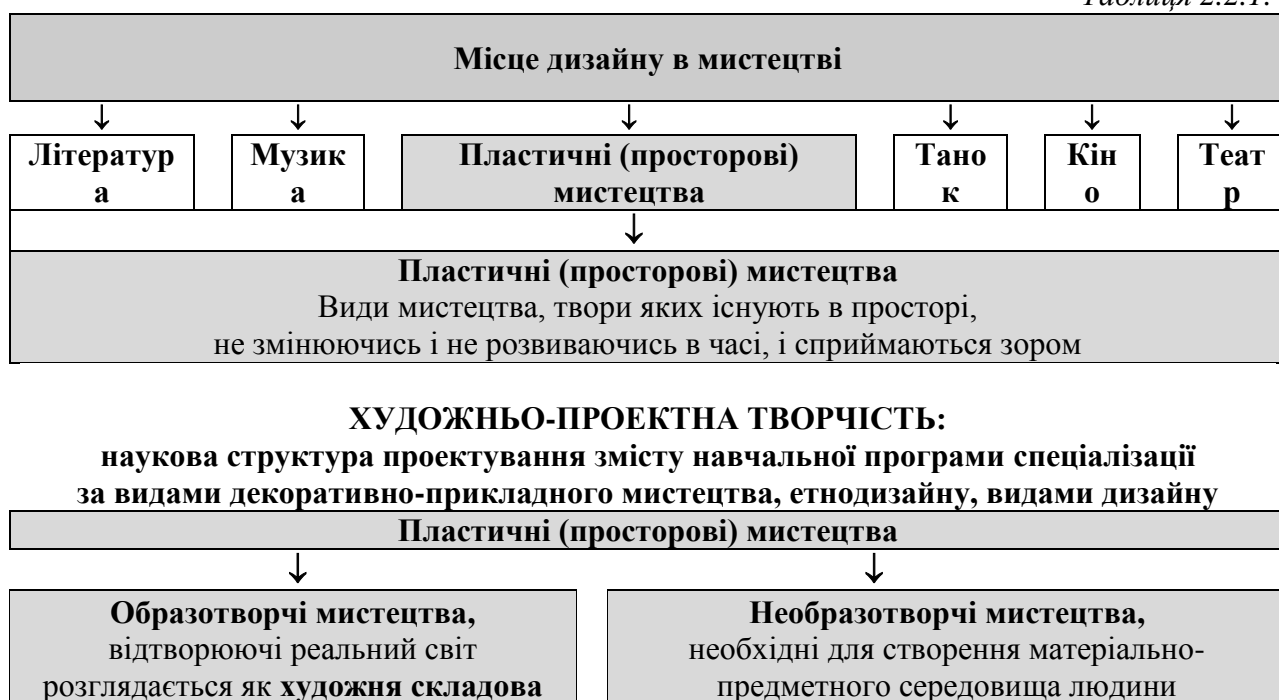 Таблиця 2.2.1.
Місце дизайну в мистецтві
↓ ↓ ↓ ↓ ↓ ↓
Літератур
а
Музик
а
Пластичні (просторові)
мистецтва
Тано
к
Кін
о
Теат
р
↓
Пластичні (просторові) мистецтва
Види мистецтва, твори яких існують в просторі,
не змінюючись і не розвиваючись в часі, і сприймаються зором
ХУДОЖНЬО-ПРОЕКТНА ТВОРЧІСТЬ:
наукова структура проектування змісту навчальної програми спеціалізації
за видами декоративно-прикладного мистецтва, етнодизайну, видами дизайну
Пластичні (просторові) мистецтва
↓ ↓
Образотворчі мистецтва,
відтворюючі реальний світ
розглядається як художня складова
Необразотворчі мистецтва,
необхідні для створення матеріально-
предметного середовища людини